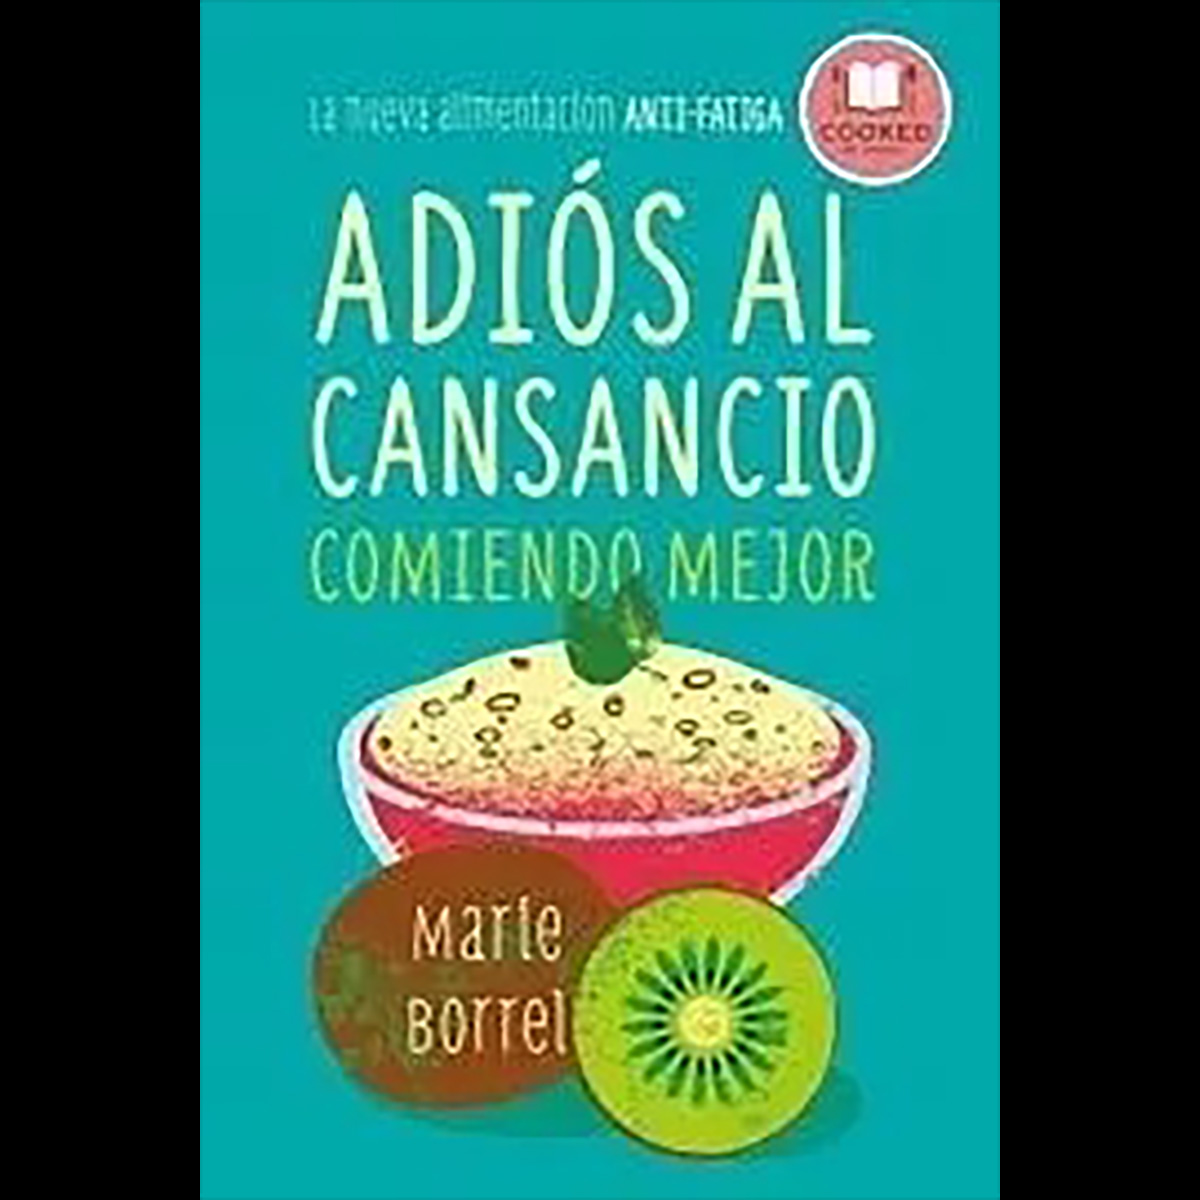 La nueva alimentación ANTI-FATIGA
COOKED
ADIÓS AL
CANSANCIO
COMIENDO MEJOR
Marie
Borrel